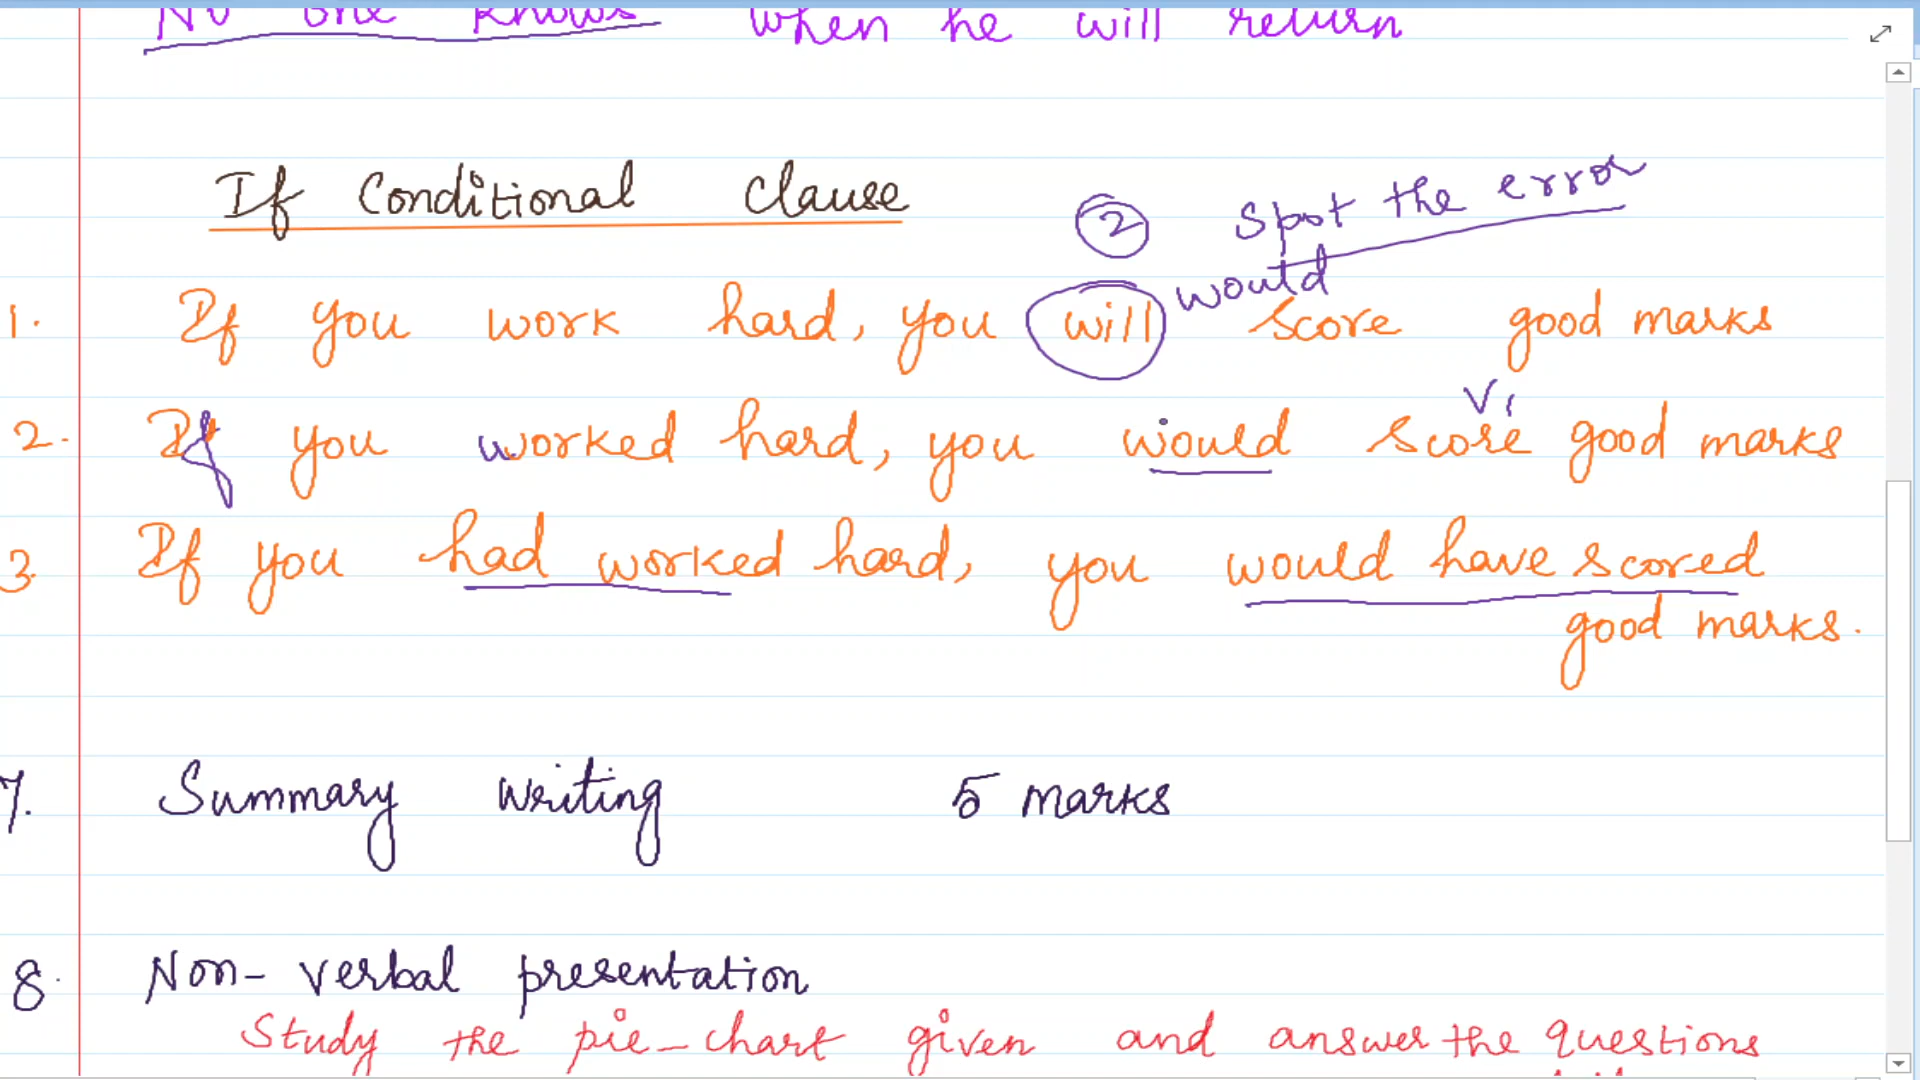 No one knows when he will return
If Conditional Clause
② Spot the error
would
1. If you work hard, you will score good marks
V1
2. If you worked hard, you would score good marks
3. If you had worked hard, you would have scored
good marks.
7. Summary writing 5 marks
8. Non-verbal presentation
Study the pie-chart given and answer the questions